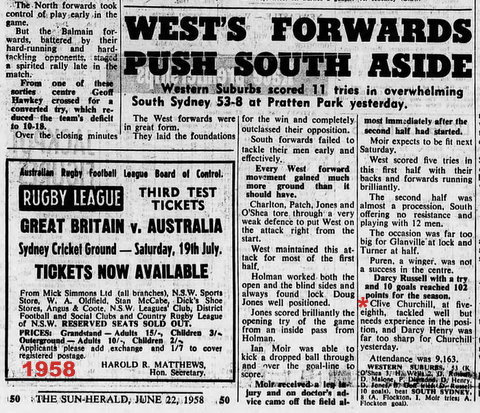 The North forwards took
control of play early in the
game.
But the Balmain for-
wards, battered by their
hard-running and hard-
tackling opponents, staged
a spirited rally late in the
match.
From one of these
sorties centre Geoff
Hawkey crossed for a
converted try, which re-
duced the team's deficit
to 10-18.
Over the closing minutes
WEST'S FORWARDS
PUSH SOUTH ASIDE
Western Suburbs scored 11 tries in overwhelming
South Sydney 53-8 at Pratten Park yesterday.
The West forwards were
in great form.
They laid the foundations
for the win and completely
outclassed their opposition.
South forwards failed to
tackle their men early and
effectively.
Every West forward
movement gained much
more ground than it
should have.
Charlton, Patch, Jones and
O'Shea tore through a very
weak defence to put West on
the attack right from the
start.
West maintained this
attack for most of the first
half.
Holman worked both the
open and the blind sides and
always found lock Doug
Jones well positioned.
Jones scored brilliantly the
opening try of the game
from an inside pass from
Holman.
Ian Moir was able to
kick a dropped ball through
and over the goal-line to
score.
Moir received a leg in-
jury and on doctor's ad-
vice came off the field al-
most immediately after the
second half had started.
Moir expects to be fit next
Saturday.
West scored five tries in
this first half with their
backs and forwards running
brilliantly.
The second half was
almost a procession, South
offering no resistance and
playing with 12 men.
The occasion was far too
big for Glanville at lock and
Turner at half.
Puren, a winger, was not
a success in the centre.
Darcy Russell with a try
and 10 goals reached 102
points for the season.
* Clive Churchill, at five-
eighth, tackled well but
needs experience in the posi-
tion, and Darcy Henry was
far too sharp for Churchill
yesterday.
Attendance was 9,163.
WESTERN SUBURBS, 53
SOUTH SYDNEY,
Flockton goal).
Australian Rugby Football League Board of Control.
RUGBY LEAGUE
THIRD TEST
TICKETS
GREAT BRITAIN v. AUSTRALIA
Sydney Cricket Ground — Saturday, 19th July.
TICKETS NOW AVAILABLE
From Mick Simmons Ltd (all branches), N.S.W. Sports
Store, W. A. Oldfield, Stan McCabe, Dick's Shoe
Stores, Angus & Coote, N.S.W. Leagues' Club, District
Football and Social Clubs and Country Rugby League
of N.S.W. RESERVED SEATS SOLD OUT.
PRICES: Grandstand — Adults 15/-, Children 3/-.
Outerground — Adults 10/-, Children 2/-.
Applicants please add exchange and 1/7 to cover
registered postage.
HAROLD R. MATTHEWS,
Hon. Secretary.
1958
50 THE SUN-HERALD, JUNE 22, 1958 50